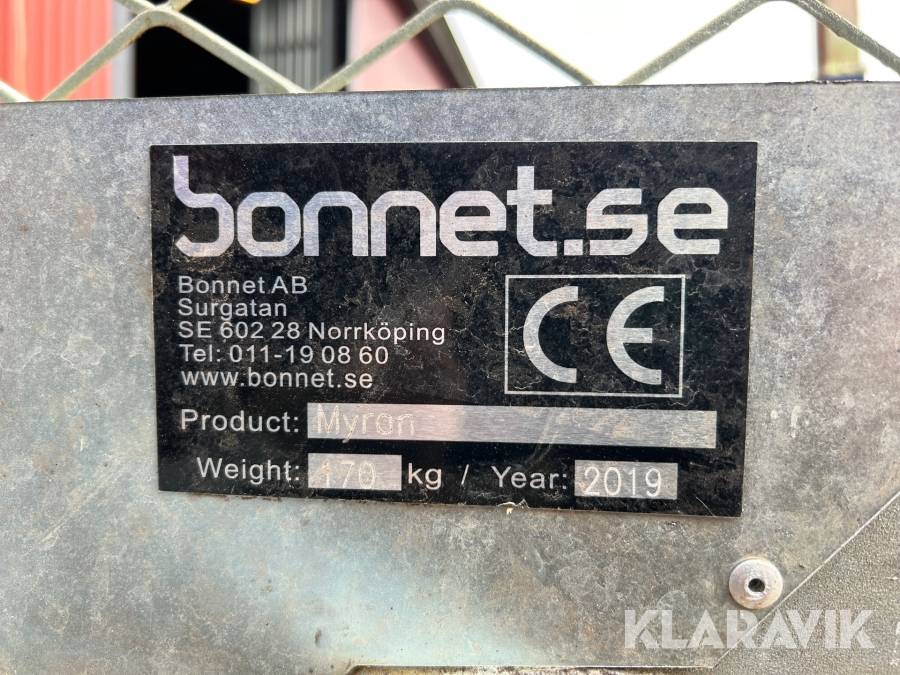 bonnet.se
Bonnet AB
Surgatan
SE 602 28 Norrköping
Tel: 011-19 08 60
www.bonnet.se
CE
Product: Myran
Weight: 170 kg / Year: 2019
KLARAVIK